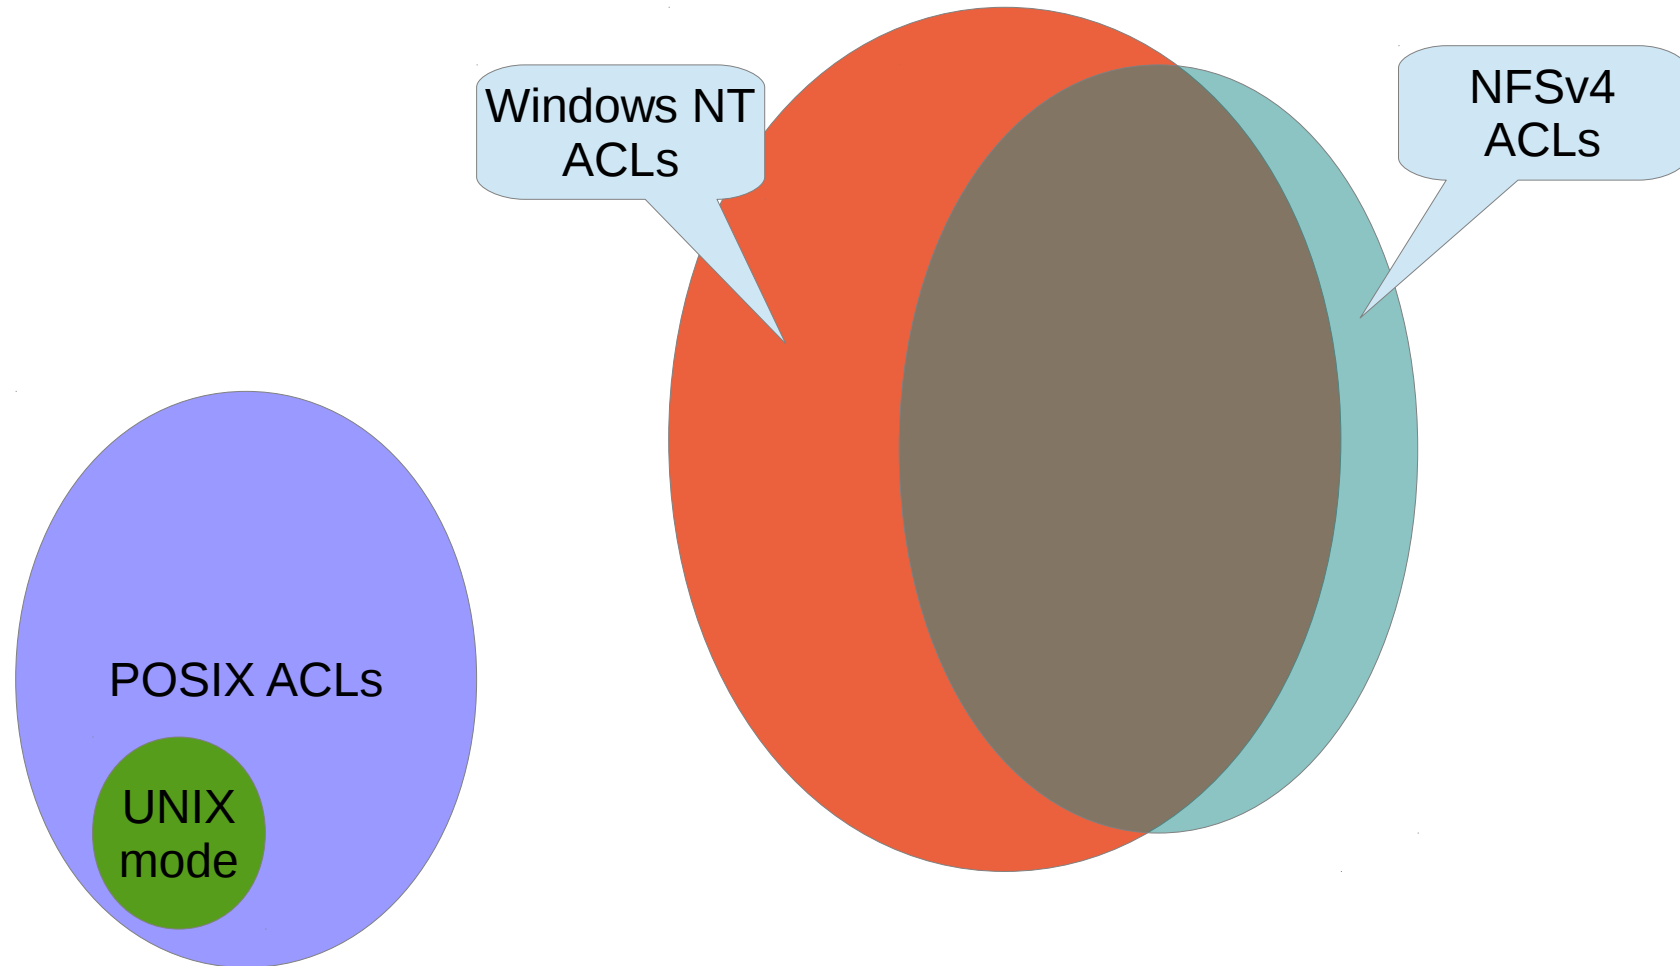 Windows NT
ACLs
NFSv4
ACLs
POSIX ACLs
UNIX
mode